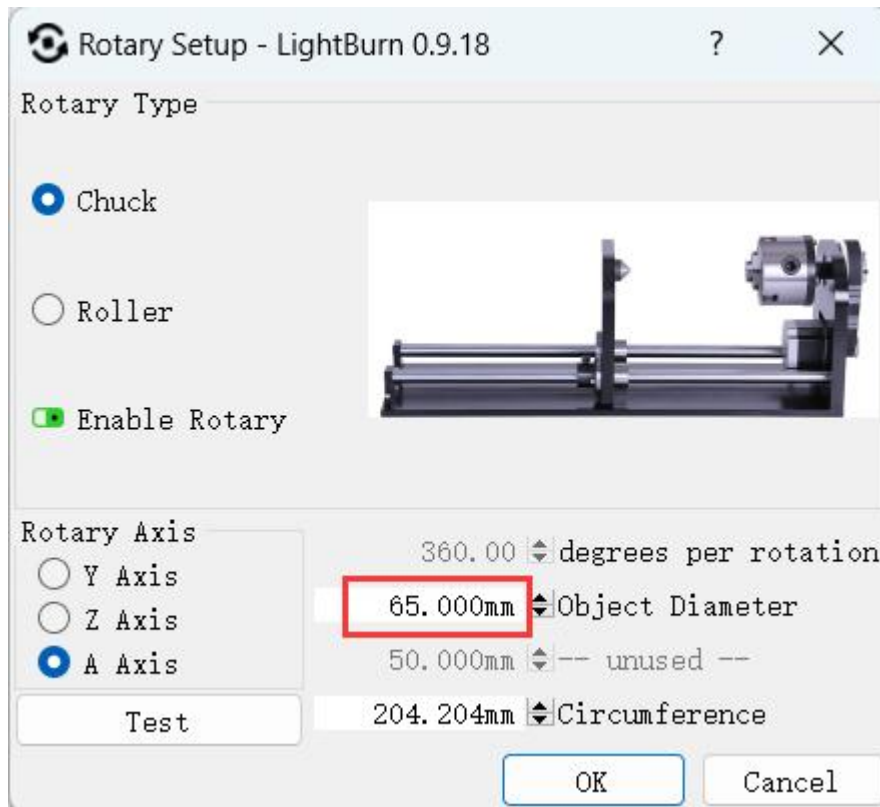 Rotary Setup - LightBurn 0.9.18 ?
Rotary Type
Chuck
Roller
Enable Rotary
Rotary Axis
Y Axis
Z Axis
A Axis
Test
360.00 degrees per rotation
65.000mm Object Diameter
50.000mm -- unused --
204.204mm Circumference
OK Cancel